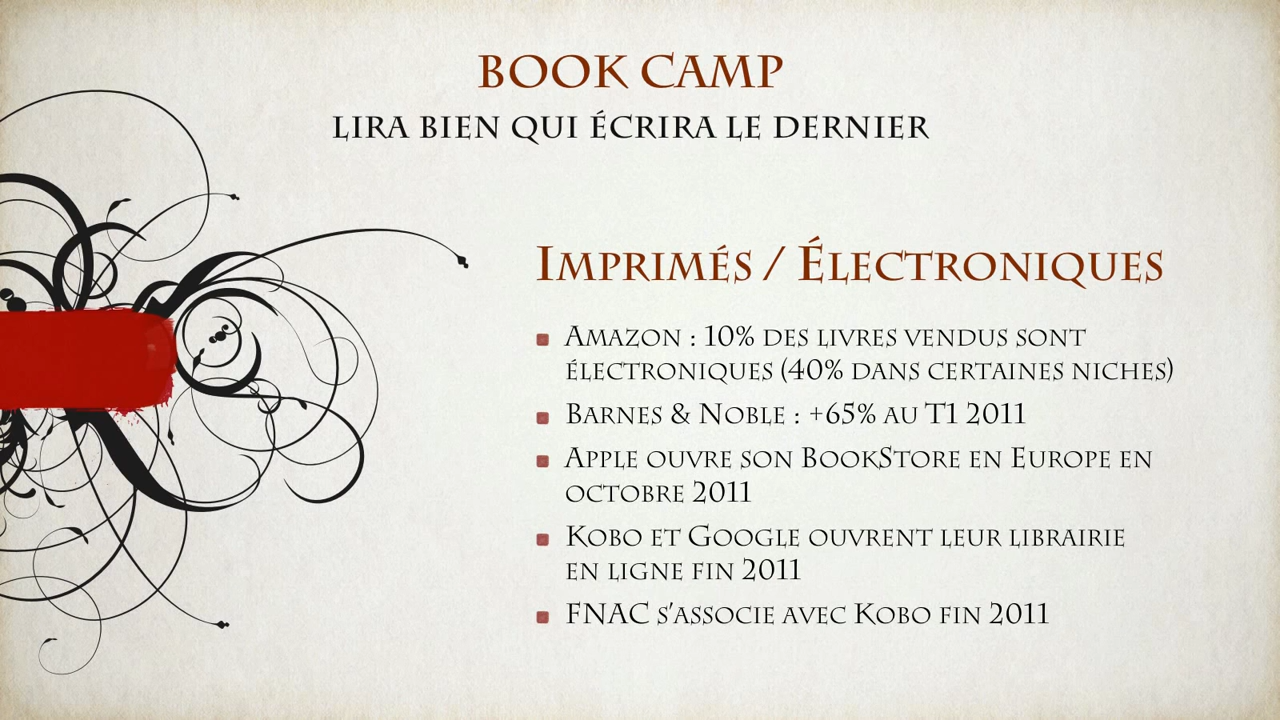 BOOK CAMP
LIRA BIEN QUI ÉCRIRA LE DERNIER
Imprimés / Électroniques
Amazon : 10% des livres vendus sont
électroniques (40% dans certaines niches)
Barnes & Noble : +65% au T1 2011
Apple ouvre son BookStore en Europe en
octobre 2011
Kobo et Google ouvrent leur librairie
en ligne fin 2011
FNAC s'associe avec Kobo fin 2011